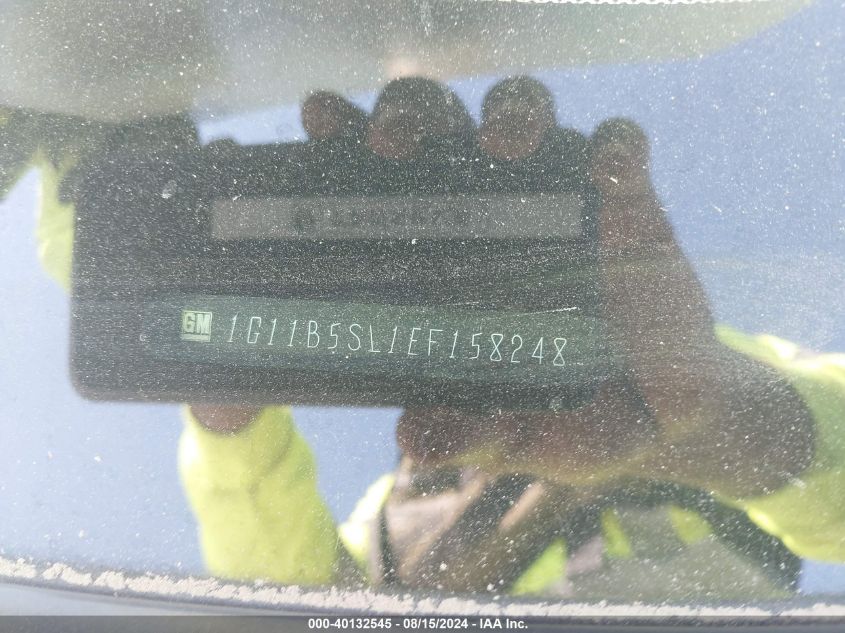 GM 1G11B5SL1EF158248
000-40132545 - 08/15/2024 - IAA Inc.